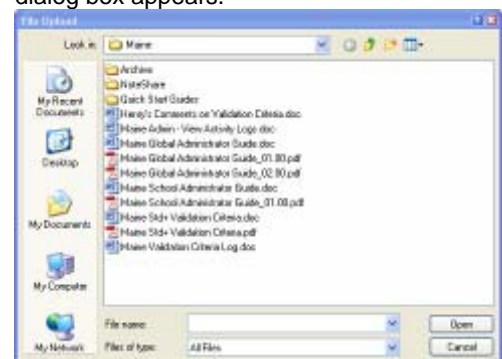 dialog box appears.
File Upload
Look in: Maine
Archive
NoteShare
Quick Start Guides
Henry's Comments on Validation Criteria.doc
Maine Admin - View Activity Logs.doc
Maine Global Administrator Guide.doc
Maine Global Administrator Guide_01.00.pdf
Maine Global Administrator Guide_02.00.pdf
Maine School Administrator Guide.doc
Maine School Administrator Guide_01.00.pdf
Maine Std+ Validation Criteria.doc
Maine Std+ Validation Criteria.pdf
Maine Validation Criteria Log.doc
My Recent
Documents
Desktop
My Documents
My Computer
My Network
File name:
Open
Files of type: All Files
Cancel